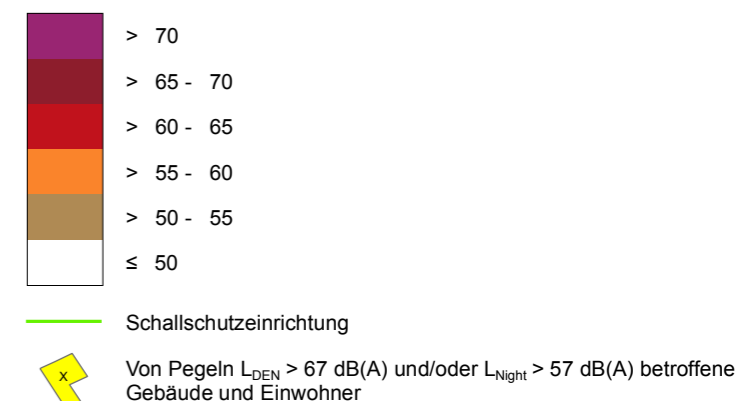 > 70
> 65 - 70
> 60 - 65
> 55 - 60
> 50 - 55
≤ 50
Schallschutzeinrichtung
x
Von Pegeln LDEN > 67 dB(A) und/oder LNight > 57 dB(A) betroffene
Gebäude und Einwohner